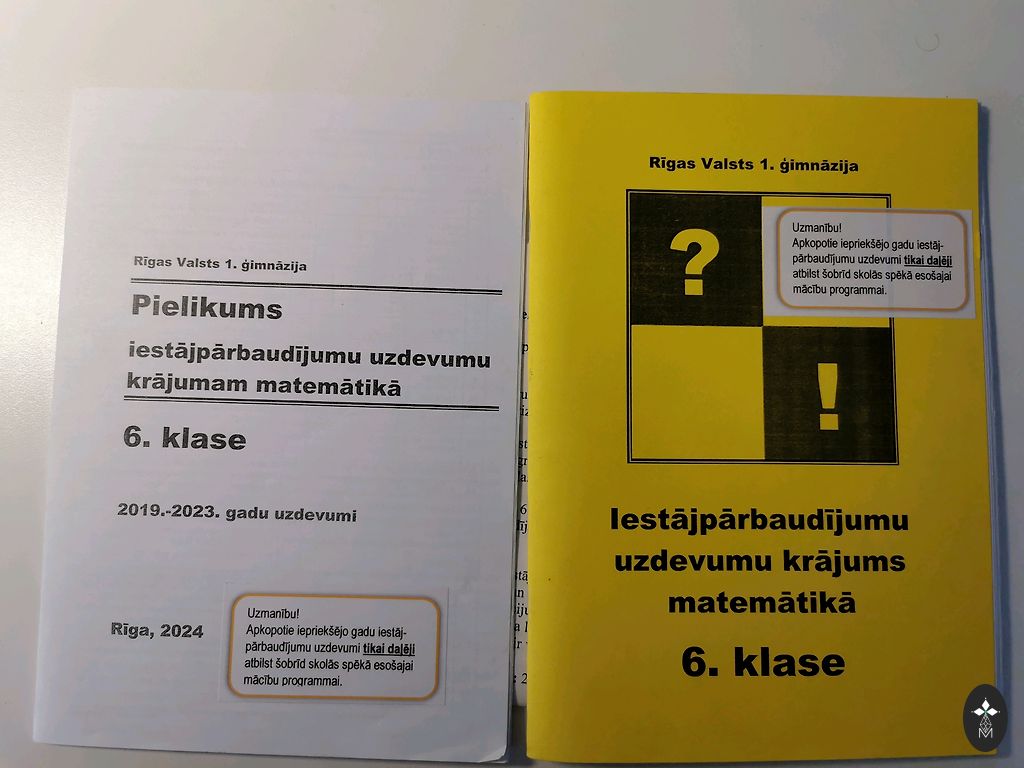 Rīgas Valsts 1. ģimnāzija
Pielikums
iestājpārbaudījumu uzdevumu
krājumam matemātikā
6. klase
2019.-2023. gadu uzdevumi
Rīga, 2024
Uzmanību!
Apkopotie iepriekšējo gadu iestāj-
pārbaudījumu uzdevumi tikai daļēji
atbilst šobrīd skolās spēkā esošajai
mācību programmai.
Rīgas Valsts 1. ģimnāzija
?
Uzmanību!
Apkopotie iepriekšējo gadu iestāj-
pārbaudījumu uzdevumi tikai daļēji
atbilst šobrīd skolās spēkā esošajai
mācību programmai.
!
Iestājpārbaudījumu
uzdevumu krājums
matemātikā
6. klase
M